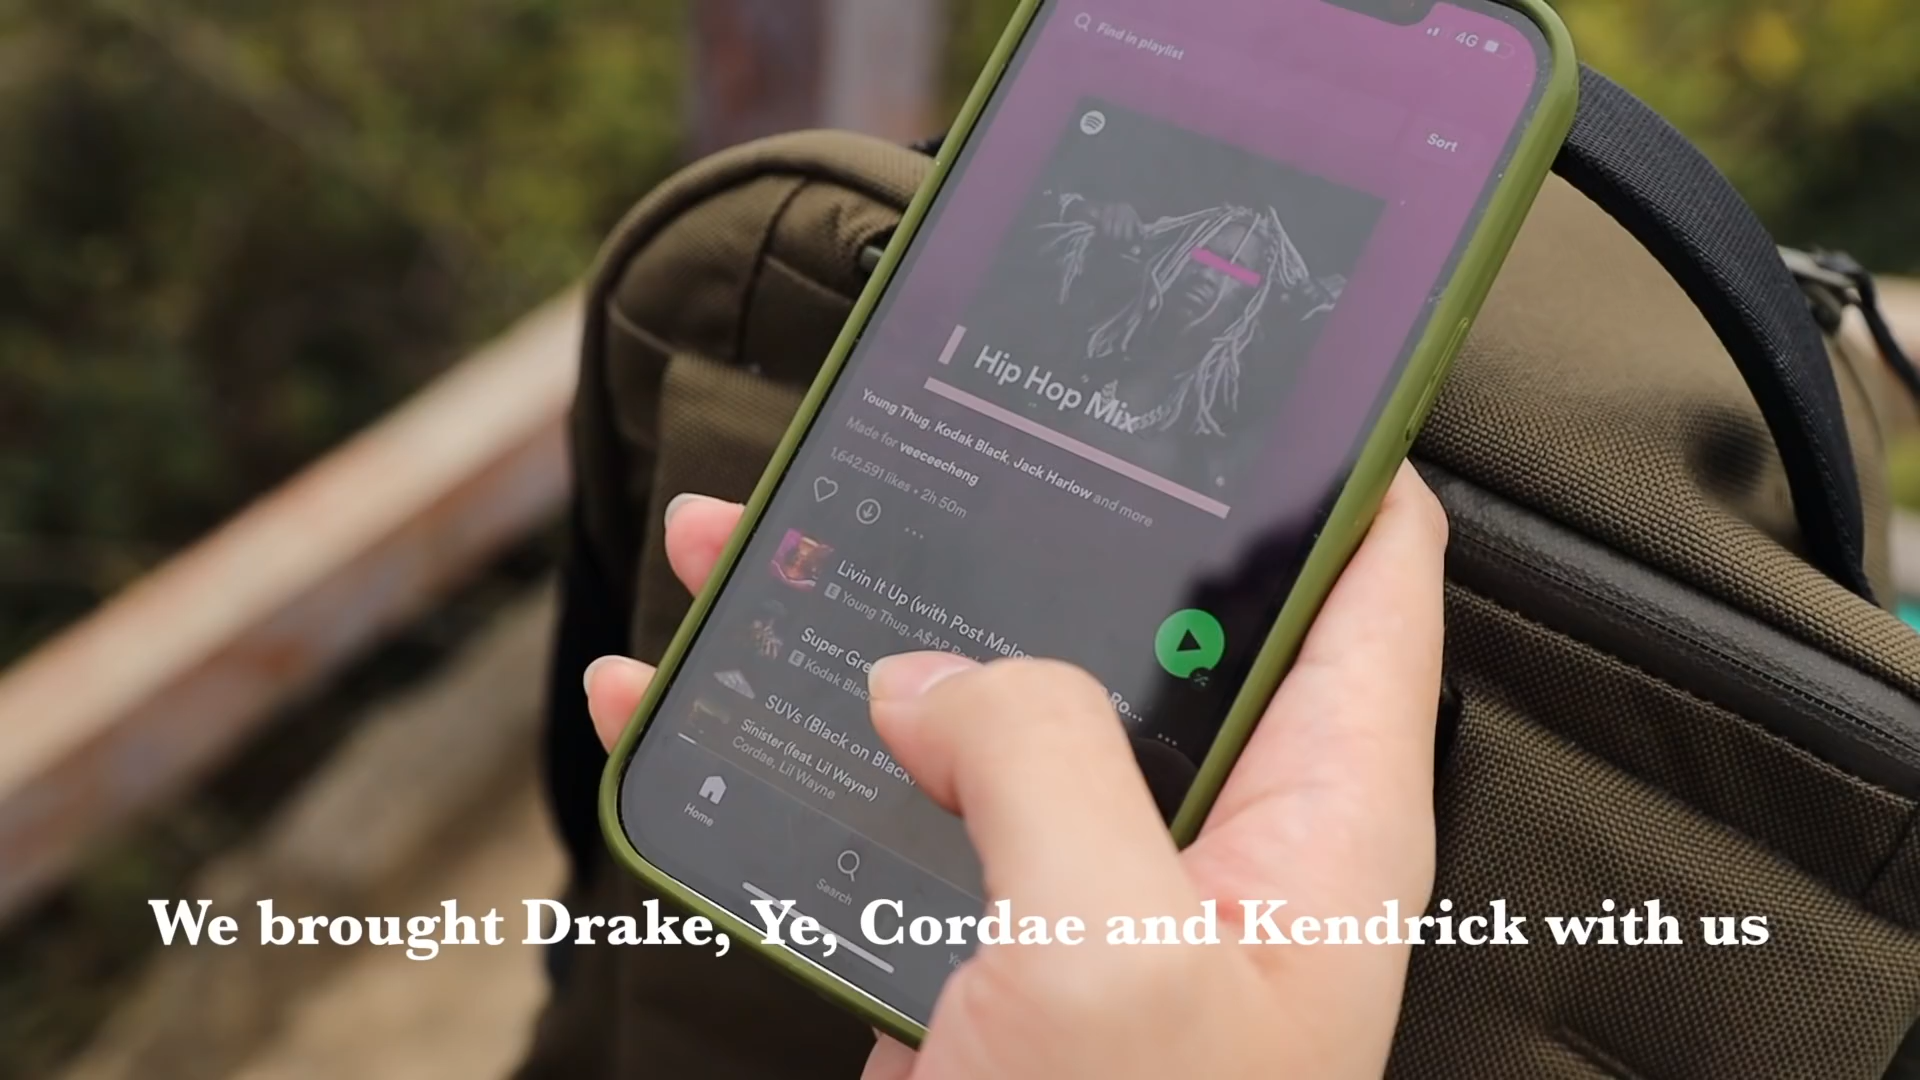 Find in playlist
4G
Sort
Hip Hop Mix
Young Thug, Kodak Black, Jack Harlow and more
Made for veeceecheng
1,642,591 likes • 2h 50m
Livin It Up (with Post Malon
E Young Thug, A$AP
Super Gre
E Kodak Black
Ro...
SUVs (Black on Black)
Sinister (feat. Lil Wayne)
Cordae, Lil Wayne
Home
Search
We brought Drake, Ye, Cordae and Kendrick with us